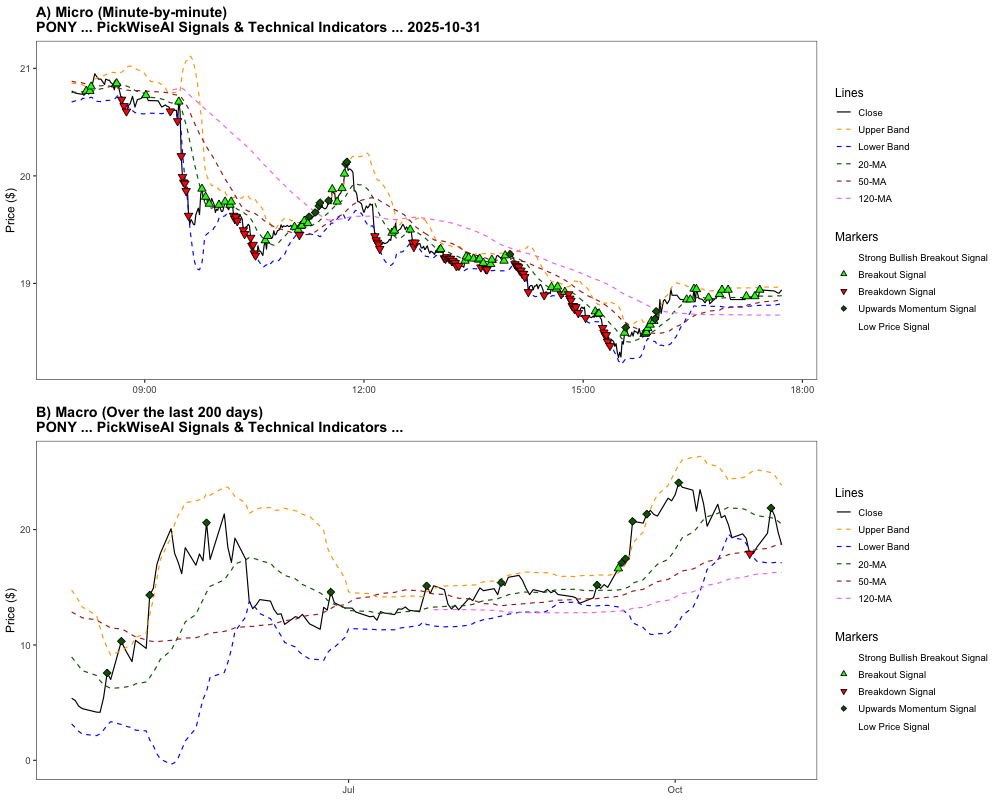 A) Micro (Minute-by-minute)
PONY ... PickWiseAI Signals & Technical Indicators ... 2025-10-31
Price ($)
21
20
19
09:00
12:00
15:00
18:00
Lines
Close
Upper Band
Lower Band
20-MA
50-MA
120-MA
Markers
Strong Bullish Breakout Signal
Breakout Signal
Breakdown Signal
Upwards Momentum Signal
Low Price Signal
B) Macro (Over the last 200 days)
PONY ... PickWiseAI Signals & Technical Indicators ...
Price ($)
20
10
0
Jul
Oct
Lines
Close
Upper Band
Lower Band
20-MA
50-MA
120-MA
Markers
Strong Bullish Breakout Signal
Breakout Signal
Breakdown Signal
Upwards Momentum Signal
Low Price Signal